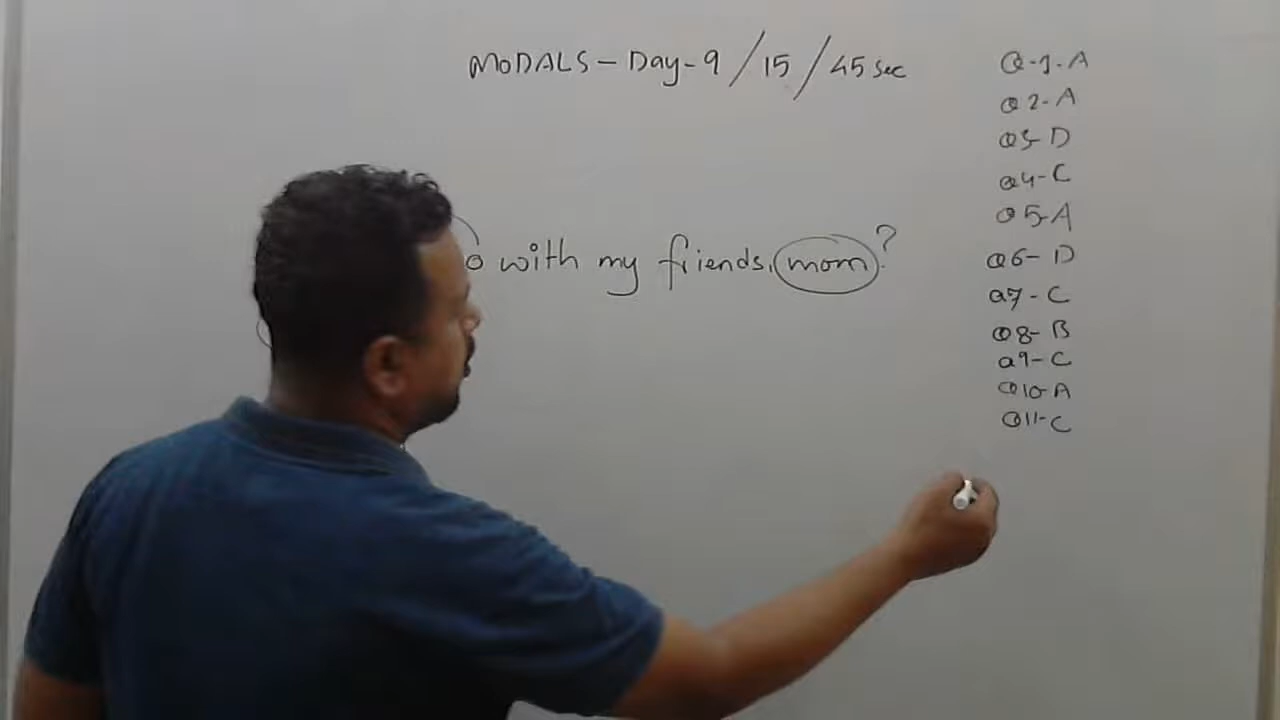 MODALS - Day - 9 / 15 / 45 sec
o with my friends, mom ?
Q-1-A
Q2-A
Q3-D
Q4-C
Q5-A
Q6-D
Q7-C
Q8-B
Q9-C
Q10-A
Q11-C